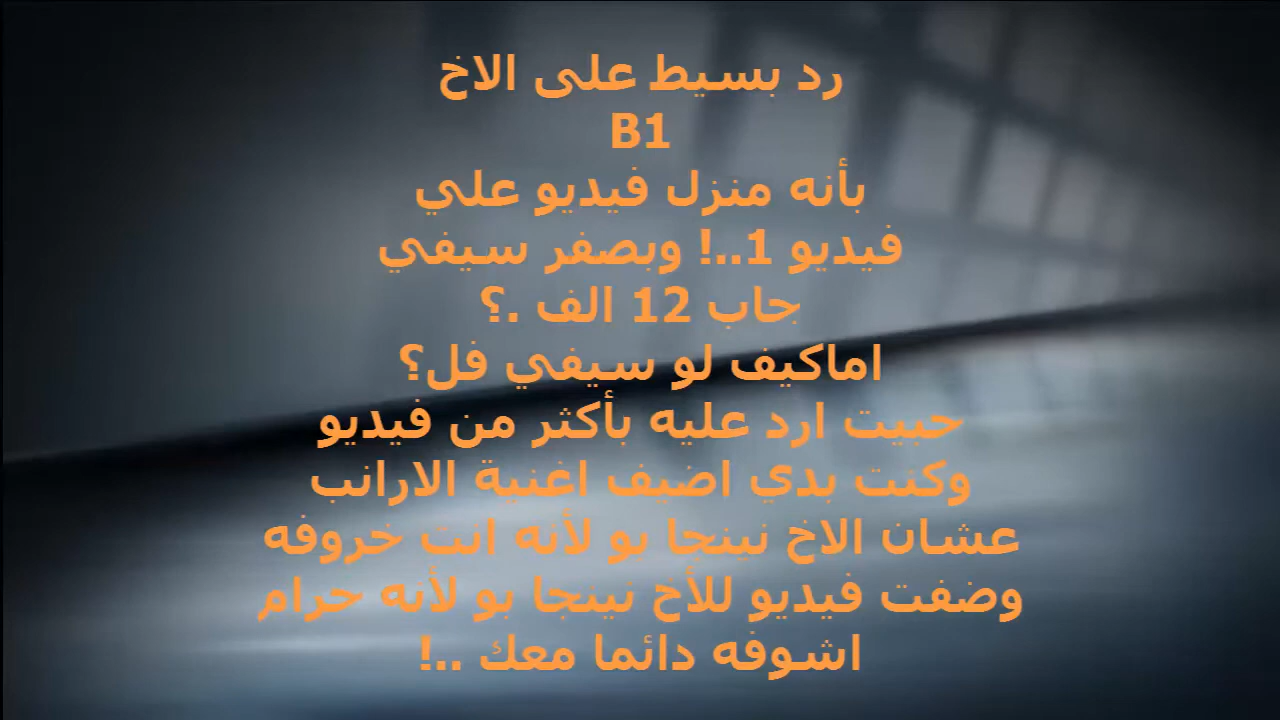 رد بسيط على الاخ
B1
بأنه منزل فيديو علي
فيديو 1..! وبصفر سيفي
جاب 12 الف .؟
اماكيف لو سيفي فل؟
حبيت ارد عليه بأكثر من فيديو
وكنت بدي اضيف اغنية الارانب
عشان الاخ نينجا بو لأنه انت خروفه
وضفت فيديو للأخ نينجا بو لأنه حرام
اشوفه دائما معك ..!